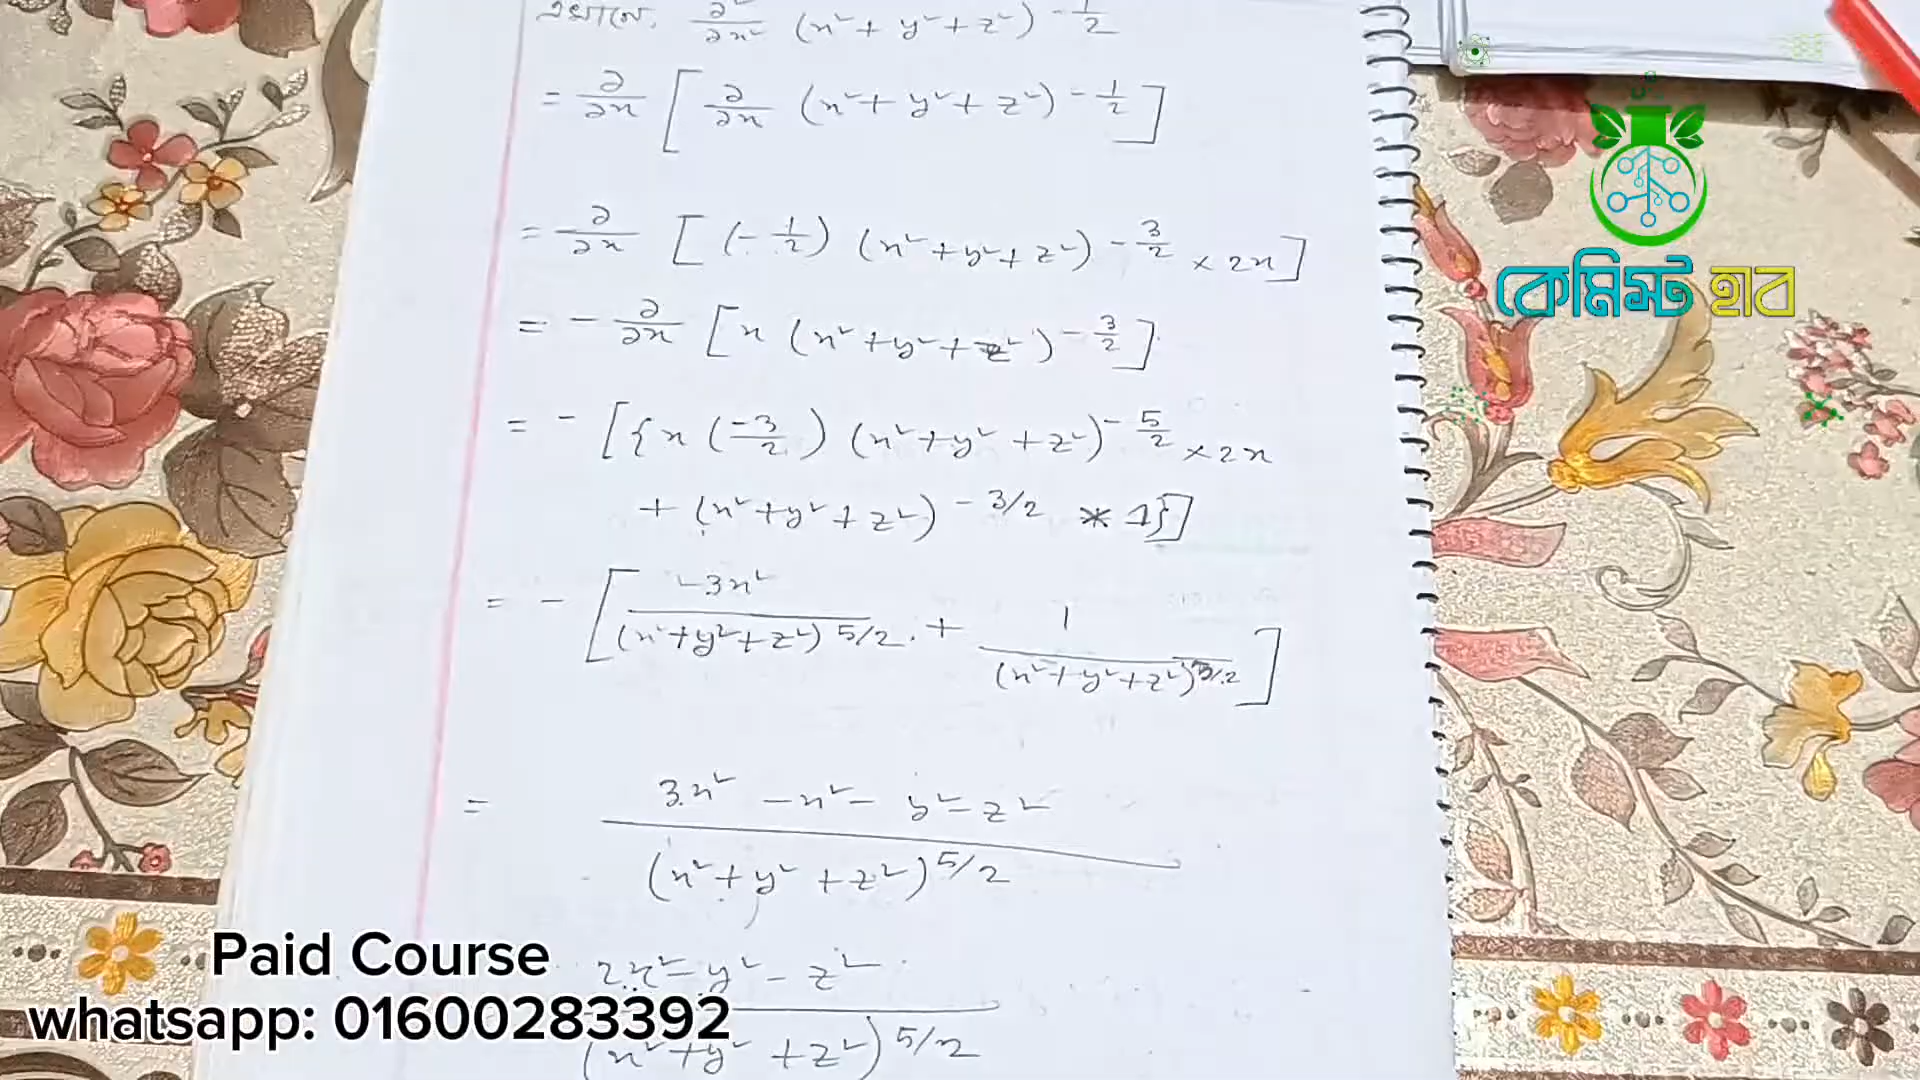 এখানে, ∂²/∂x² (x²+ y²+ z²) -1/2
= ∂/∂x [ ∂/∂x (x²+ y²+ z²) -1/2 ]
= ∂/∂x [ (-1/2) (x²+y²+ z²) -3/2 × 2x ]
= - ∂/∂x [ x (x²+y²+z²) -3/2 ]
= - [ { x (-3/2) (x²+y²+z²) -5/2 × 2x
+ (x²+y²+z²) -3/2 * 1}]
= - [ -3x²/(x²+y²+z²) 5/2 + 1/(x²+y²+z²) 3/2 ]
= 3x² -x²- y²-z² / (x²+y²+z²) 5/2
2x²-y²-z² / (x²+y²+z²) 5/2
কেমিস্ট হাব
Paid Course
whatsapp: 01600283392